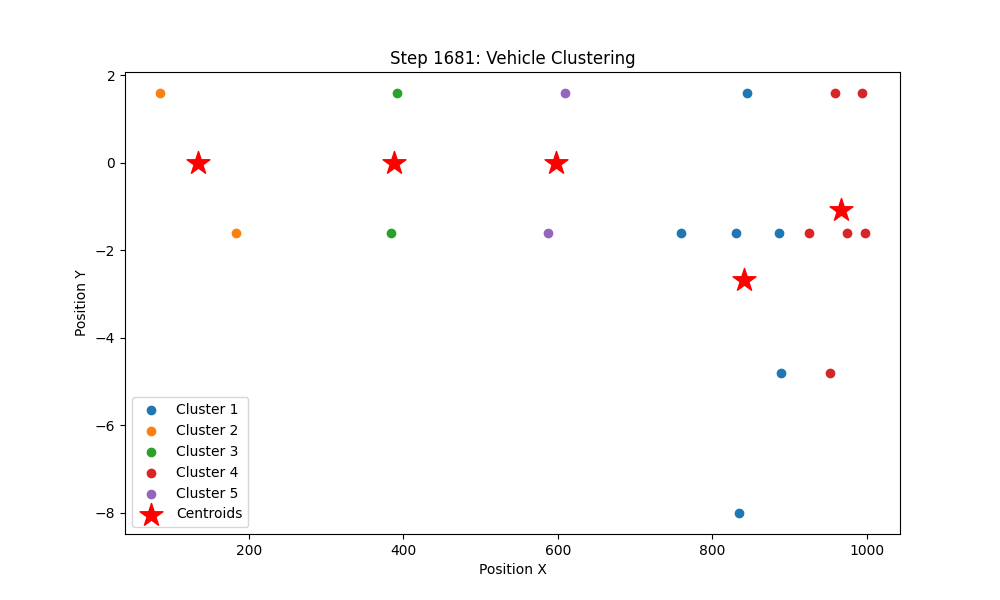 Step 1681: Vehicle Clustering
Position Y
2
0
−2
−4
−6
−8
Cluster 1
Cluster 2
Cluster 3
Cluster 4
Cluster 5
Centroids
200 400 600 800 1000
Position X